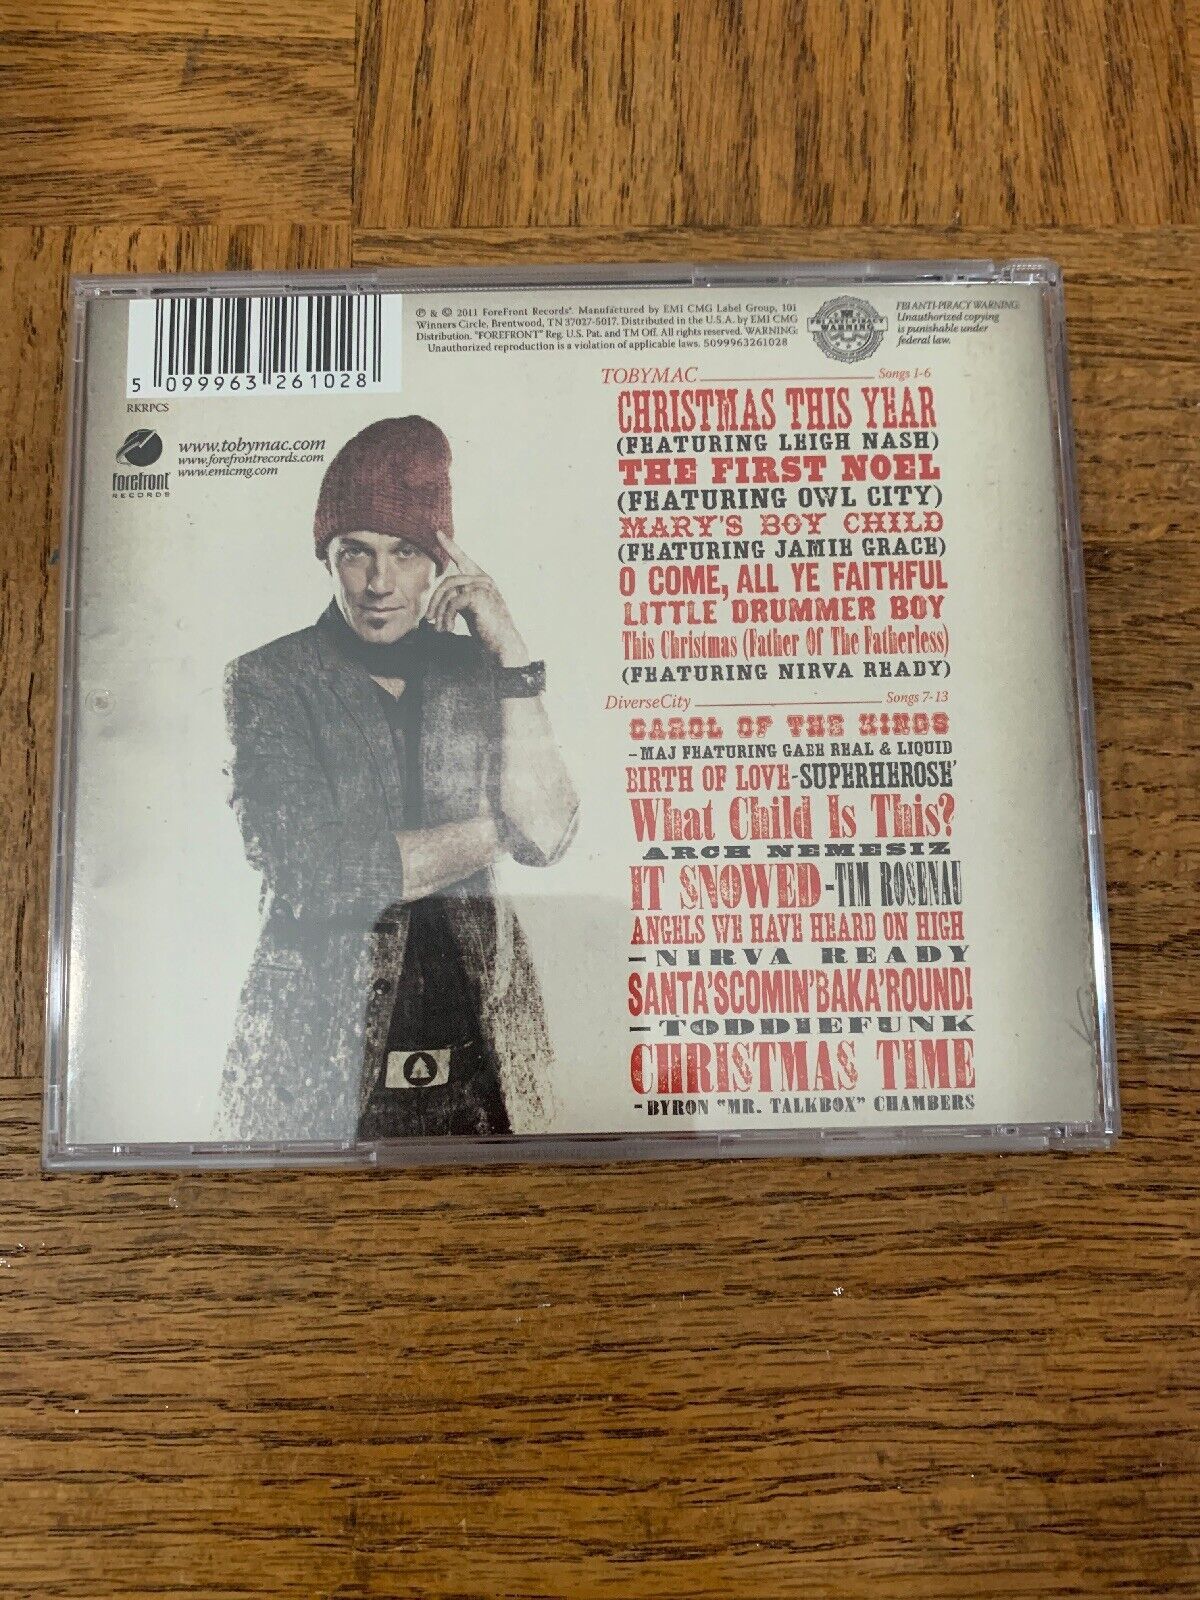 ℗ & © 2011 ForeFront Records®. Manufactured by EMI CMG Label Group, 101
Winners Circle, Brentwood, TN 37027-5017. Distributed in the U.S.A. by EMI CMG
Distribution. "FOREFRONT" Reg. U.S. Pat. and TM Off. All rights reserved. WARNING:
Unauthorized reproduction is a violation of applicable laws. 5099963261028
FBI ANTI-PIRACY
WARNING
FBI ANTI-PIRACY WARNING:
Unauthorized copying
is punishable under
federal law.
5 099963 261028
RKRPCS
forefront
RECORDS
www.tobymac.com
www.forefrontrecords.com
www.emicmg.com
TOBYMAC Songs 1-6
CHRISTMAS THIS YEAR
(FEATURING LEIGH NASH)
THE FIRST NOEL
(FEATURING OWL CITY)
MARY'S BOY CHILD
(FEATURING JAMIE GRACE)
O COME, ALL YE FAITHFUL
LITTLE DRUMMER BOY
This Christmas (Father Of The Fatherless)
(FEATURING NIRVA READY)
DiverseCity Songs 7-13
CAROL OF THE KINGS
-MAJ FEATURING GABE REAL & LIQUID
BIRTH OF LOVE-SUPERHEROSE'
What Child Is This?
ARCH NEMESIZ
IT SNOWED-TIM ROSENAU
ANGELS WE HAVE HEARD ON HIGH
-NIRVA READY
SANTA'SCOMIN'BAKA'ROUND!
-TODDIEFUNK
CHRISTMAS TIME
-BYRON "MR. TALKBOX" CHAMBERS